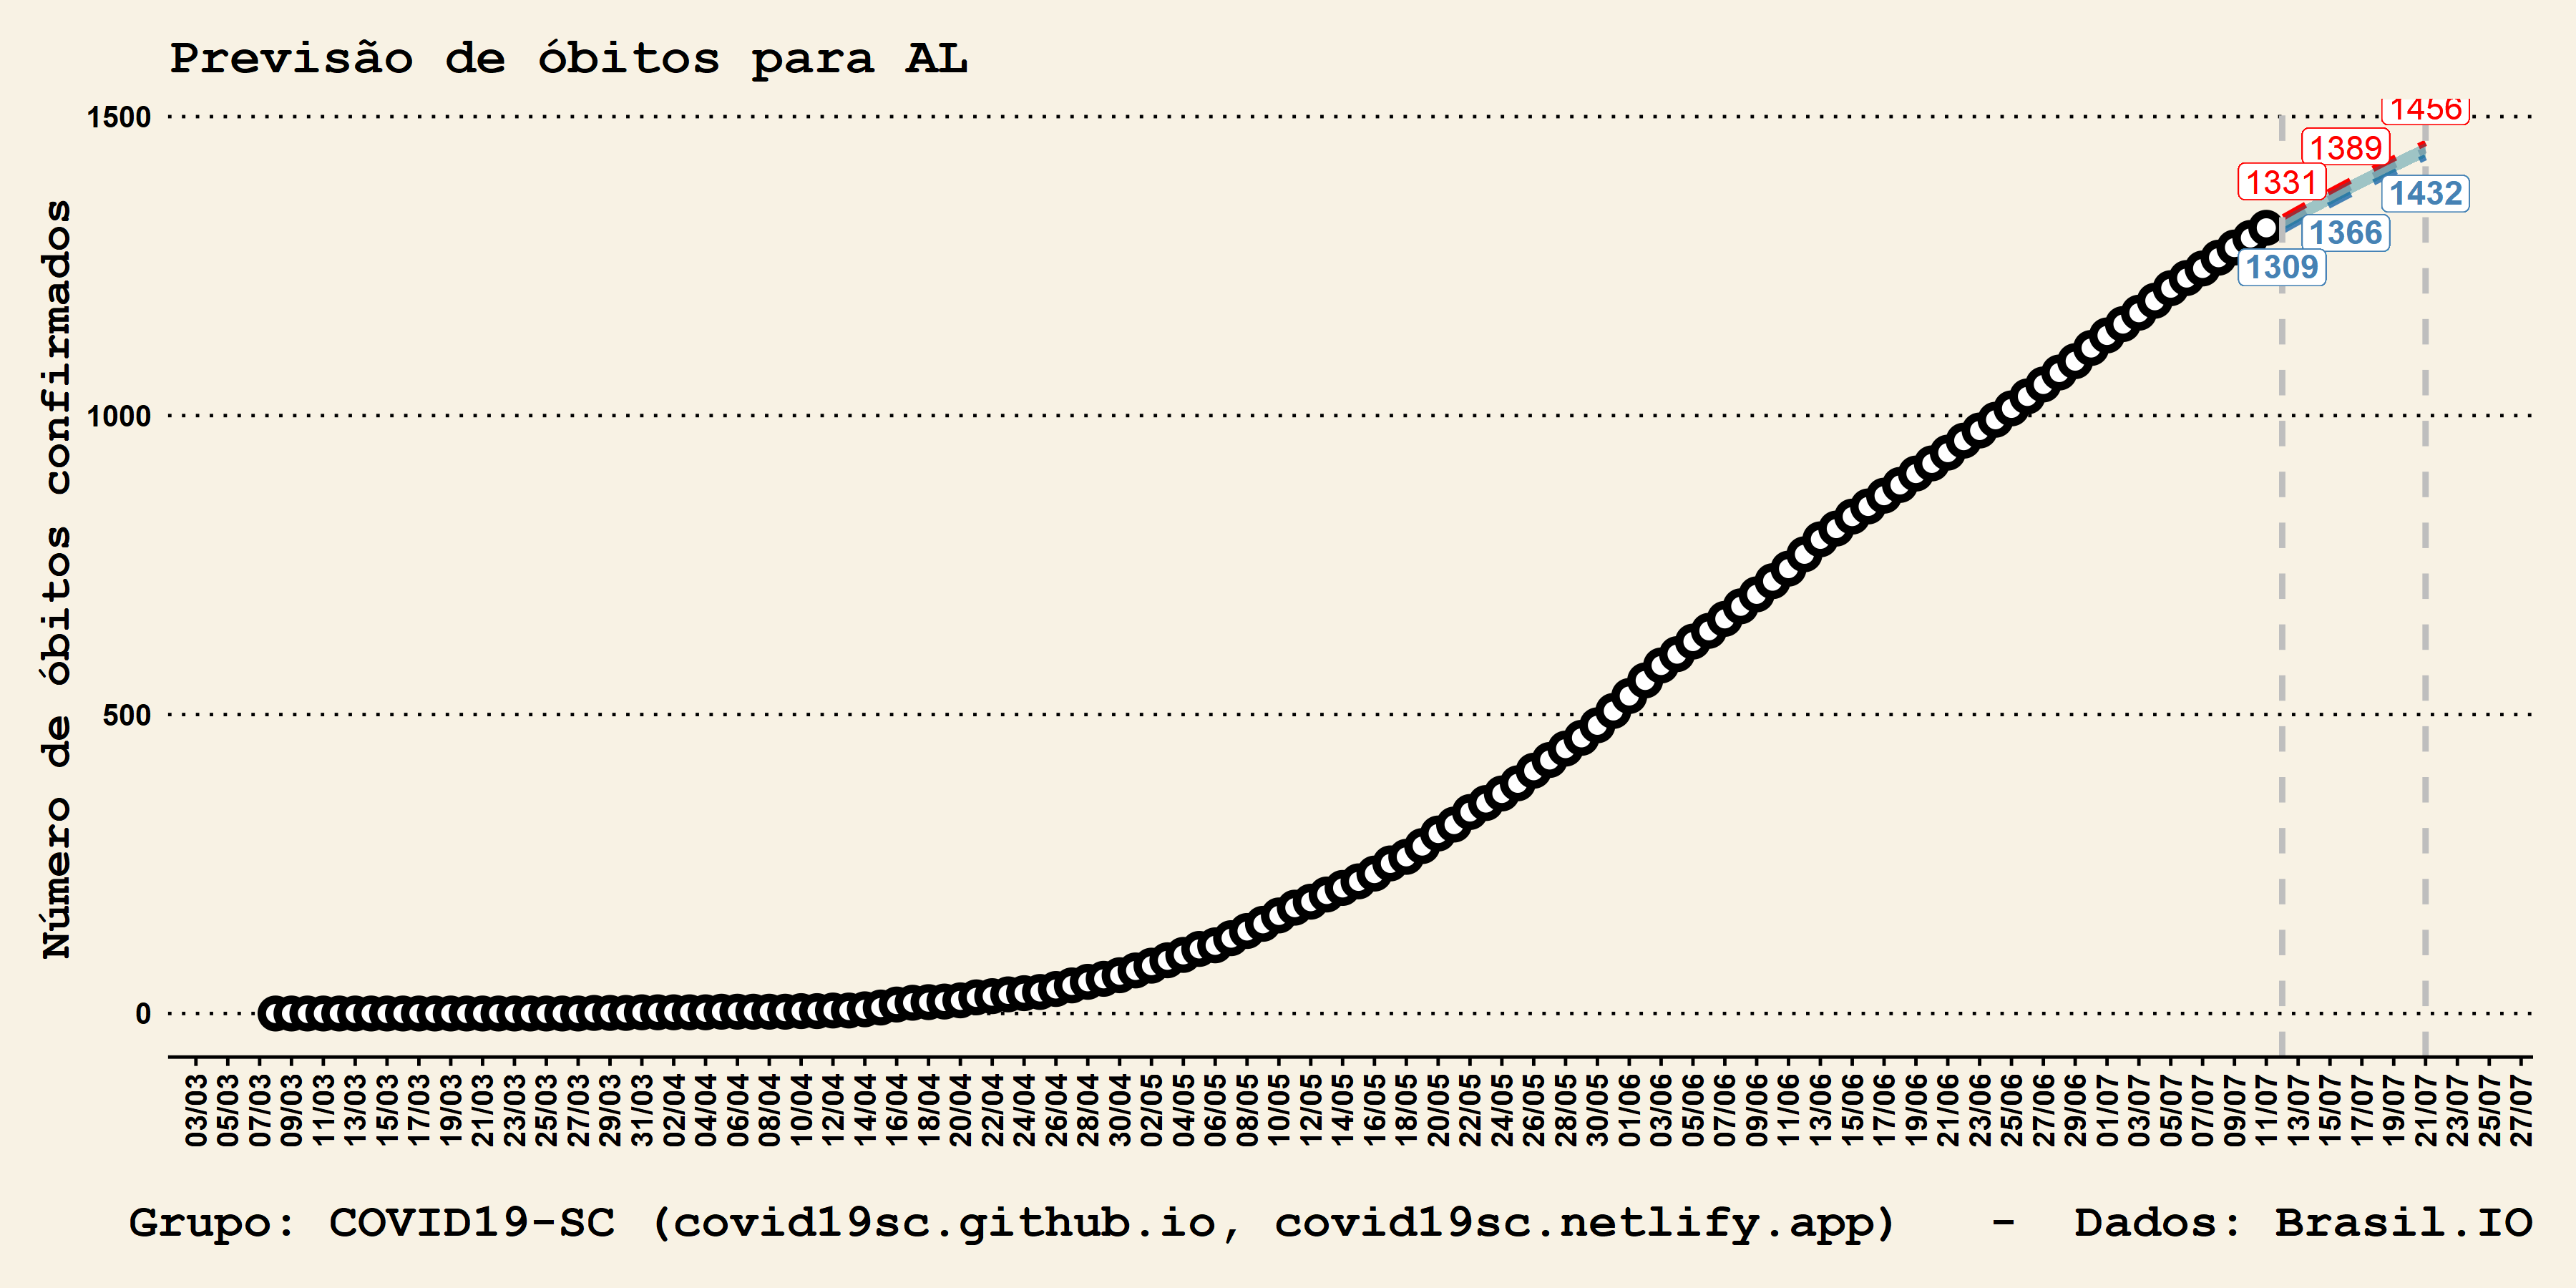 Previsão de óbitos para AL
Número de óbitos confirmados
1500
1000
500
0
1456
1389
1331
1432
1366
1309
03/03 05/03 07/03 09/03 11/03 13/03 15/03 17/03 19/03 21/03 23/03 25/03 27/03 29/03 31/03 02/04 04/04 06/04 08/04 10/04 12/04 14/04 16/04 18/04 20/04 22/04 24/04 26/04 28/04 30/04 02/05 04/05 06/05 08/05 10/05 12/05 14/05 16/05 18/05 20/05 22/05 24/05 26/05 28/05 30/05 01/06 03/06 05/06 07/06 09/06 11/06 13/06 15/06 17/06 19/06 21/06 23/06 25/06 27/06 29/06 01/07 03/07 05/07 07/07 09/07 11/07 13/07 15/07 17/07 19/07 21/07 23/07 25/07 27/07
Grupo: COVID19-SC (covid19sc.github.io, covid19sc.netlify.app) - Dados: Brasil.IO